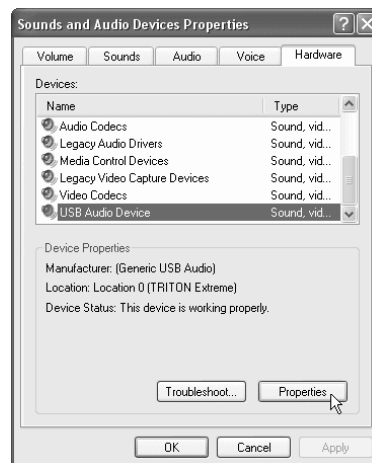 Sounds and Audio Devices Properties
Volume Sounds Audio Voice Hardware
Devices:
Name Type
Audio Codecs Sound, vid...
Legacy Audio Drivers Sound, vid...
Media Control Devices Sound, vid...
Legacy Video Capture Devices Sound, vid...
Video Codecs Sound, vid...
USB Audio Device Sound, vid...
Device Properties
Manufacturer: (Generic USB Audio)
Location: Location 0 (TRITON Extreme)
Device Status: This device is working properly.
Troubleshoot... Properties
OK Cancel Apply